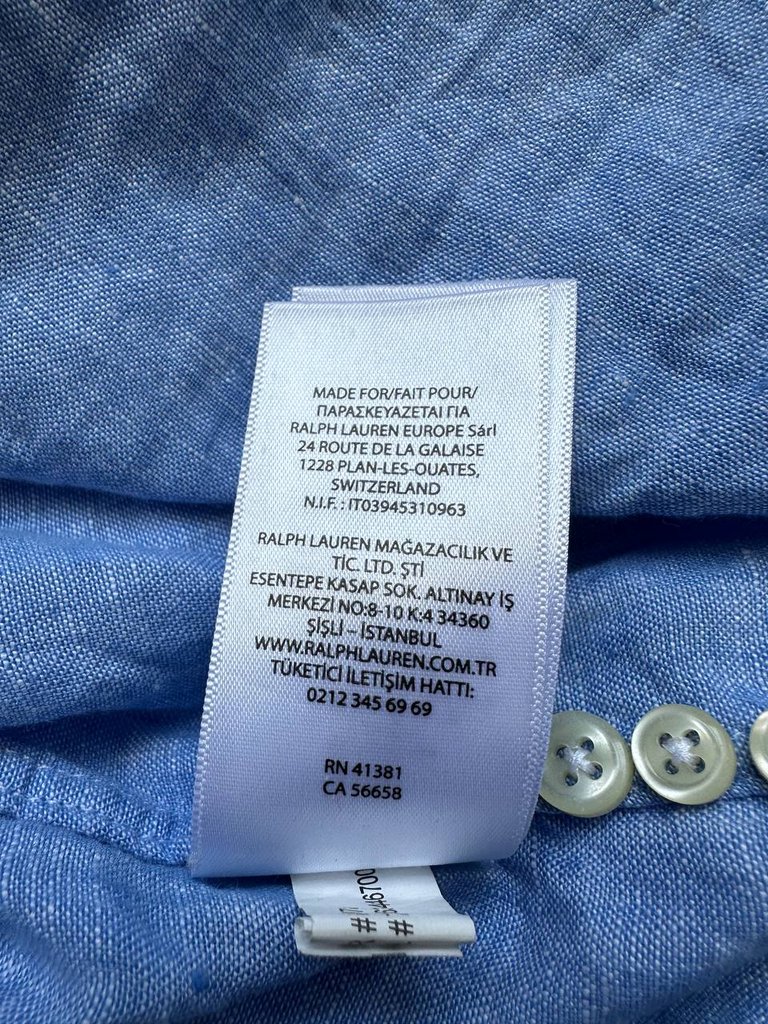 MADE FOR/FAIT POUR/
ΠΑΡΑΣΚΕΥΑΖΕΤΑΙ ΓΙΑ
RALPH LAUREN EUROPE Sárl
24 ROUTE DE LA GALAISE
1228 PLAN-LES-OUATES,
SWITZERLAND
N.I.F. : IT03945310963
RALPH LAUREN MAĞAZACILIK VE
TİC. LTD. ŞTİ
ESENTEPE KASAP SOK. ALTINAY İŞ
MERKEZİ NO:8-10 K:4 34360
ŞİŞLİ – İSTANBUL
WWW.RALPHLAUREN.COM.TR
TÜKETİCİ İLETİŞİM HATTI:
0212 345 69 69
RN 41381
CA 56658